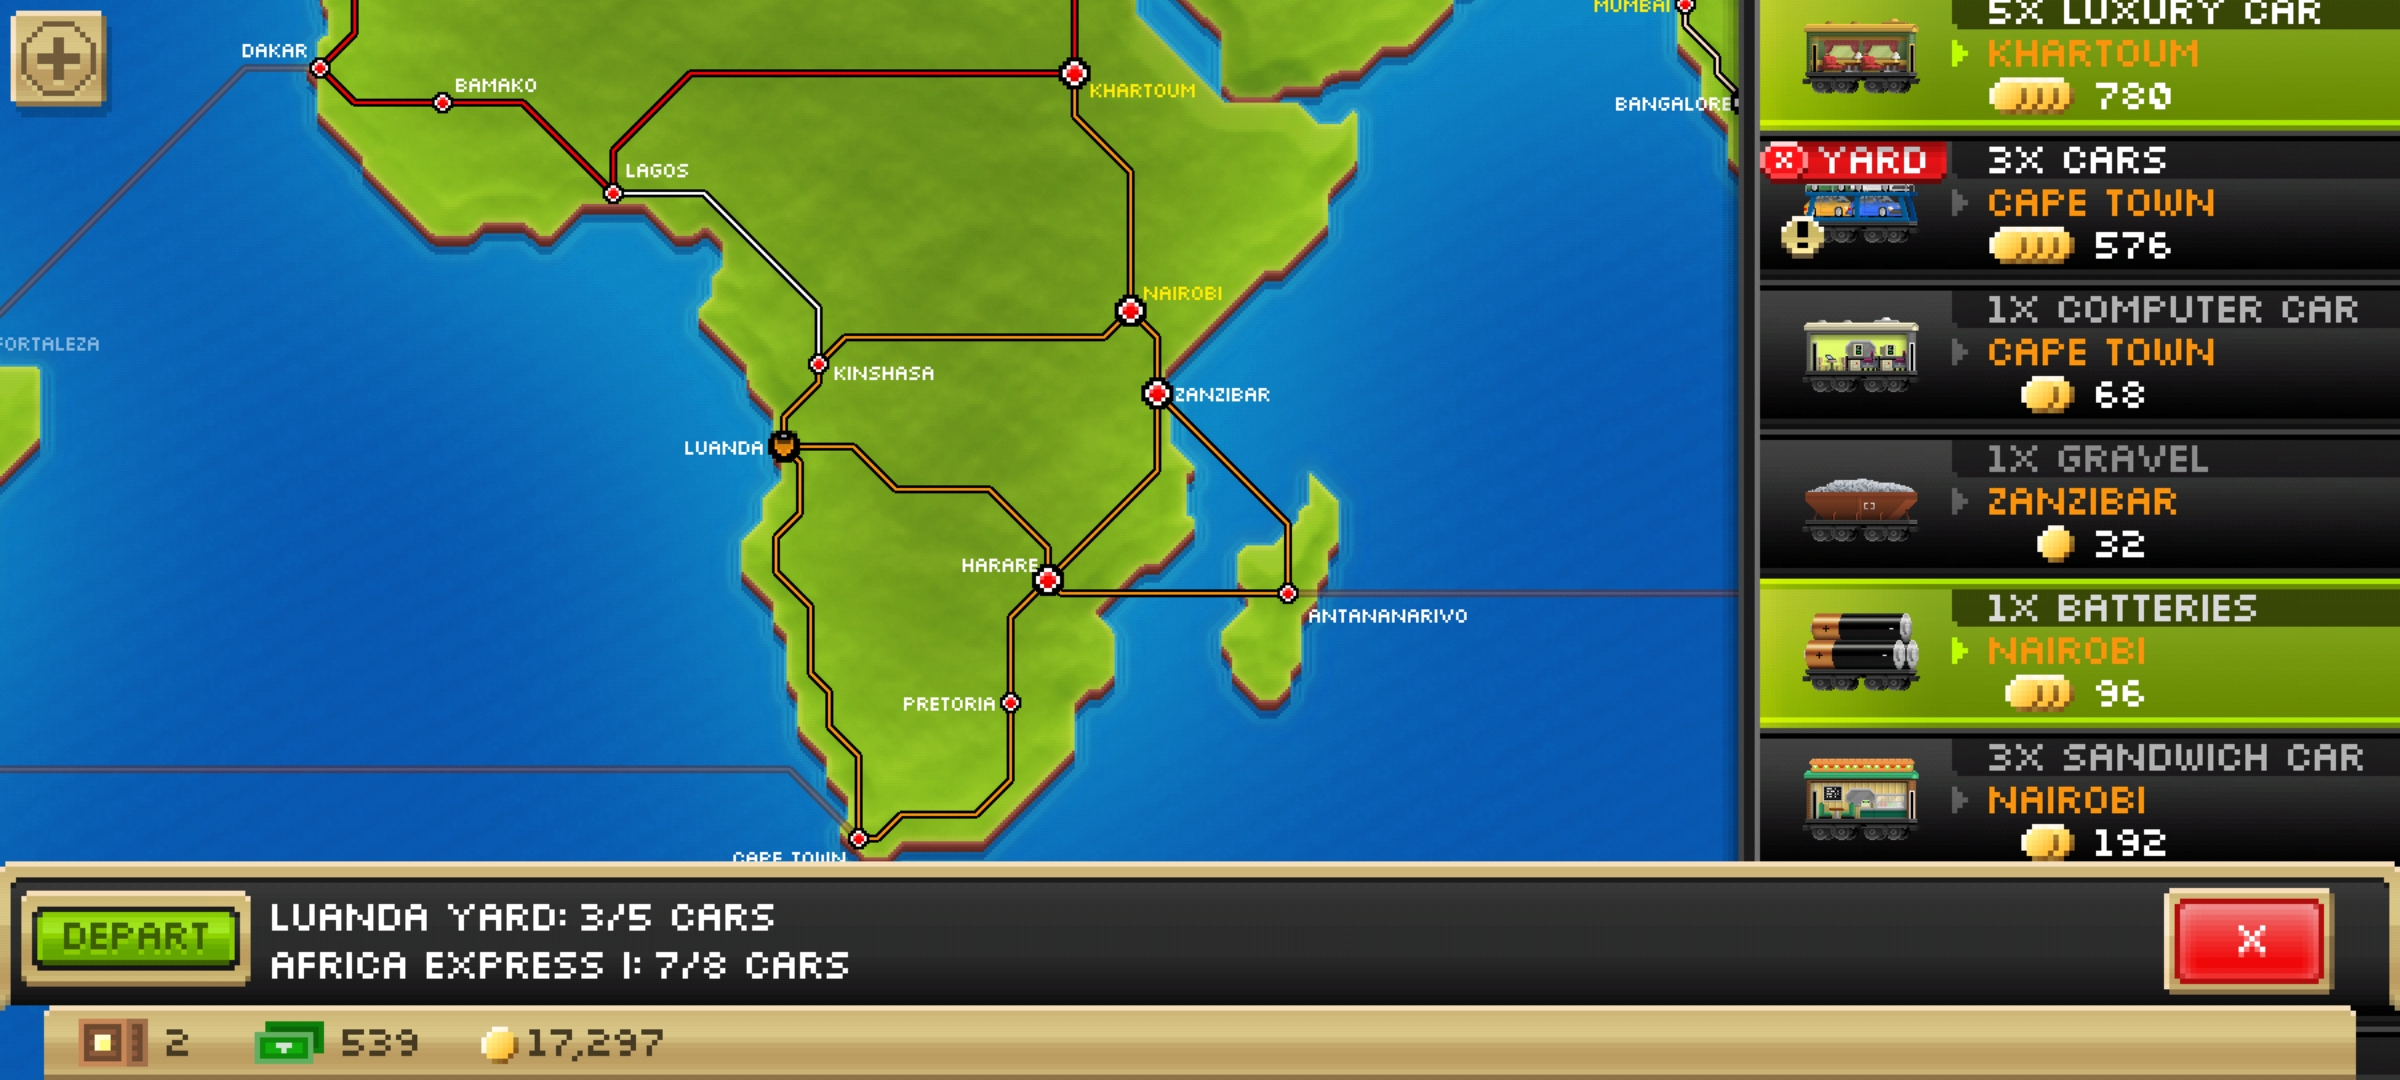 DAKAR
BAMAKO
LAGOS
KHARTOUM
MUMBAI
BANGALORE
NAIROBI
FORTALEZA
KINSHASA
ZANZIBAR
LUANDA
HARARE
ANTANANARIVO
PRETORIA
CAPE TOWN
5X LUXURY CAR
KHARTOUM
780
YARD
3X CARS
CAPE TOWN
576
1X COMPUTER CAR
CAPE TOWN
68
1X GRAVEL
ZANZIBAR
32
1X BATTERIES
NAIROBI
96
3X SANDWICH CAR
NAIROBI
192
DEPART
LUANDA YARD: 3/5 CARS
AFRICA EXPRESS I: 7/8 CARS
X
2
539
17,297